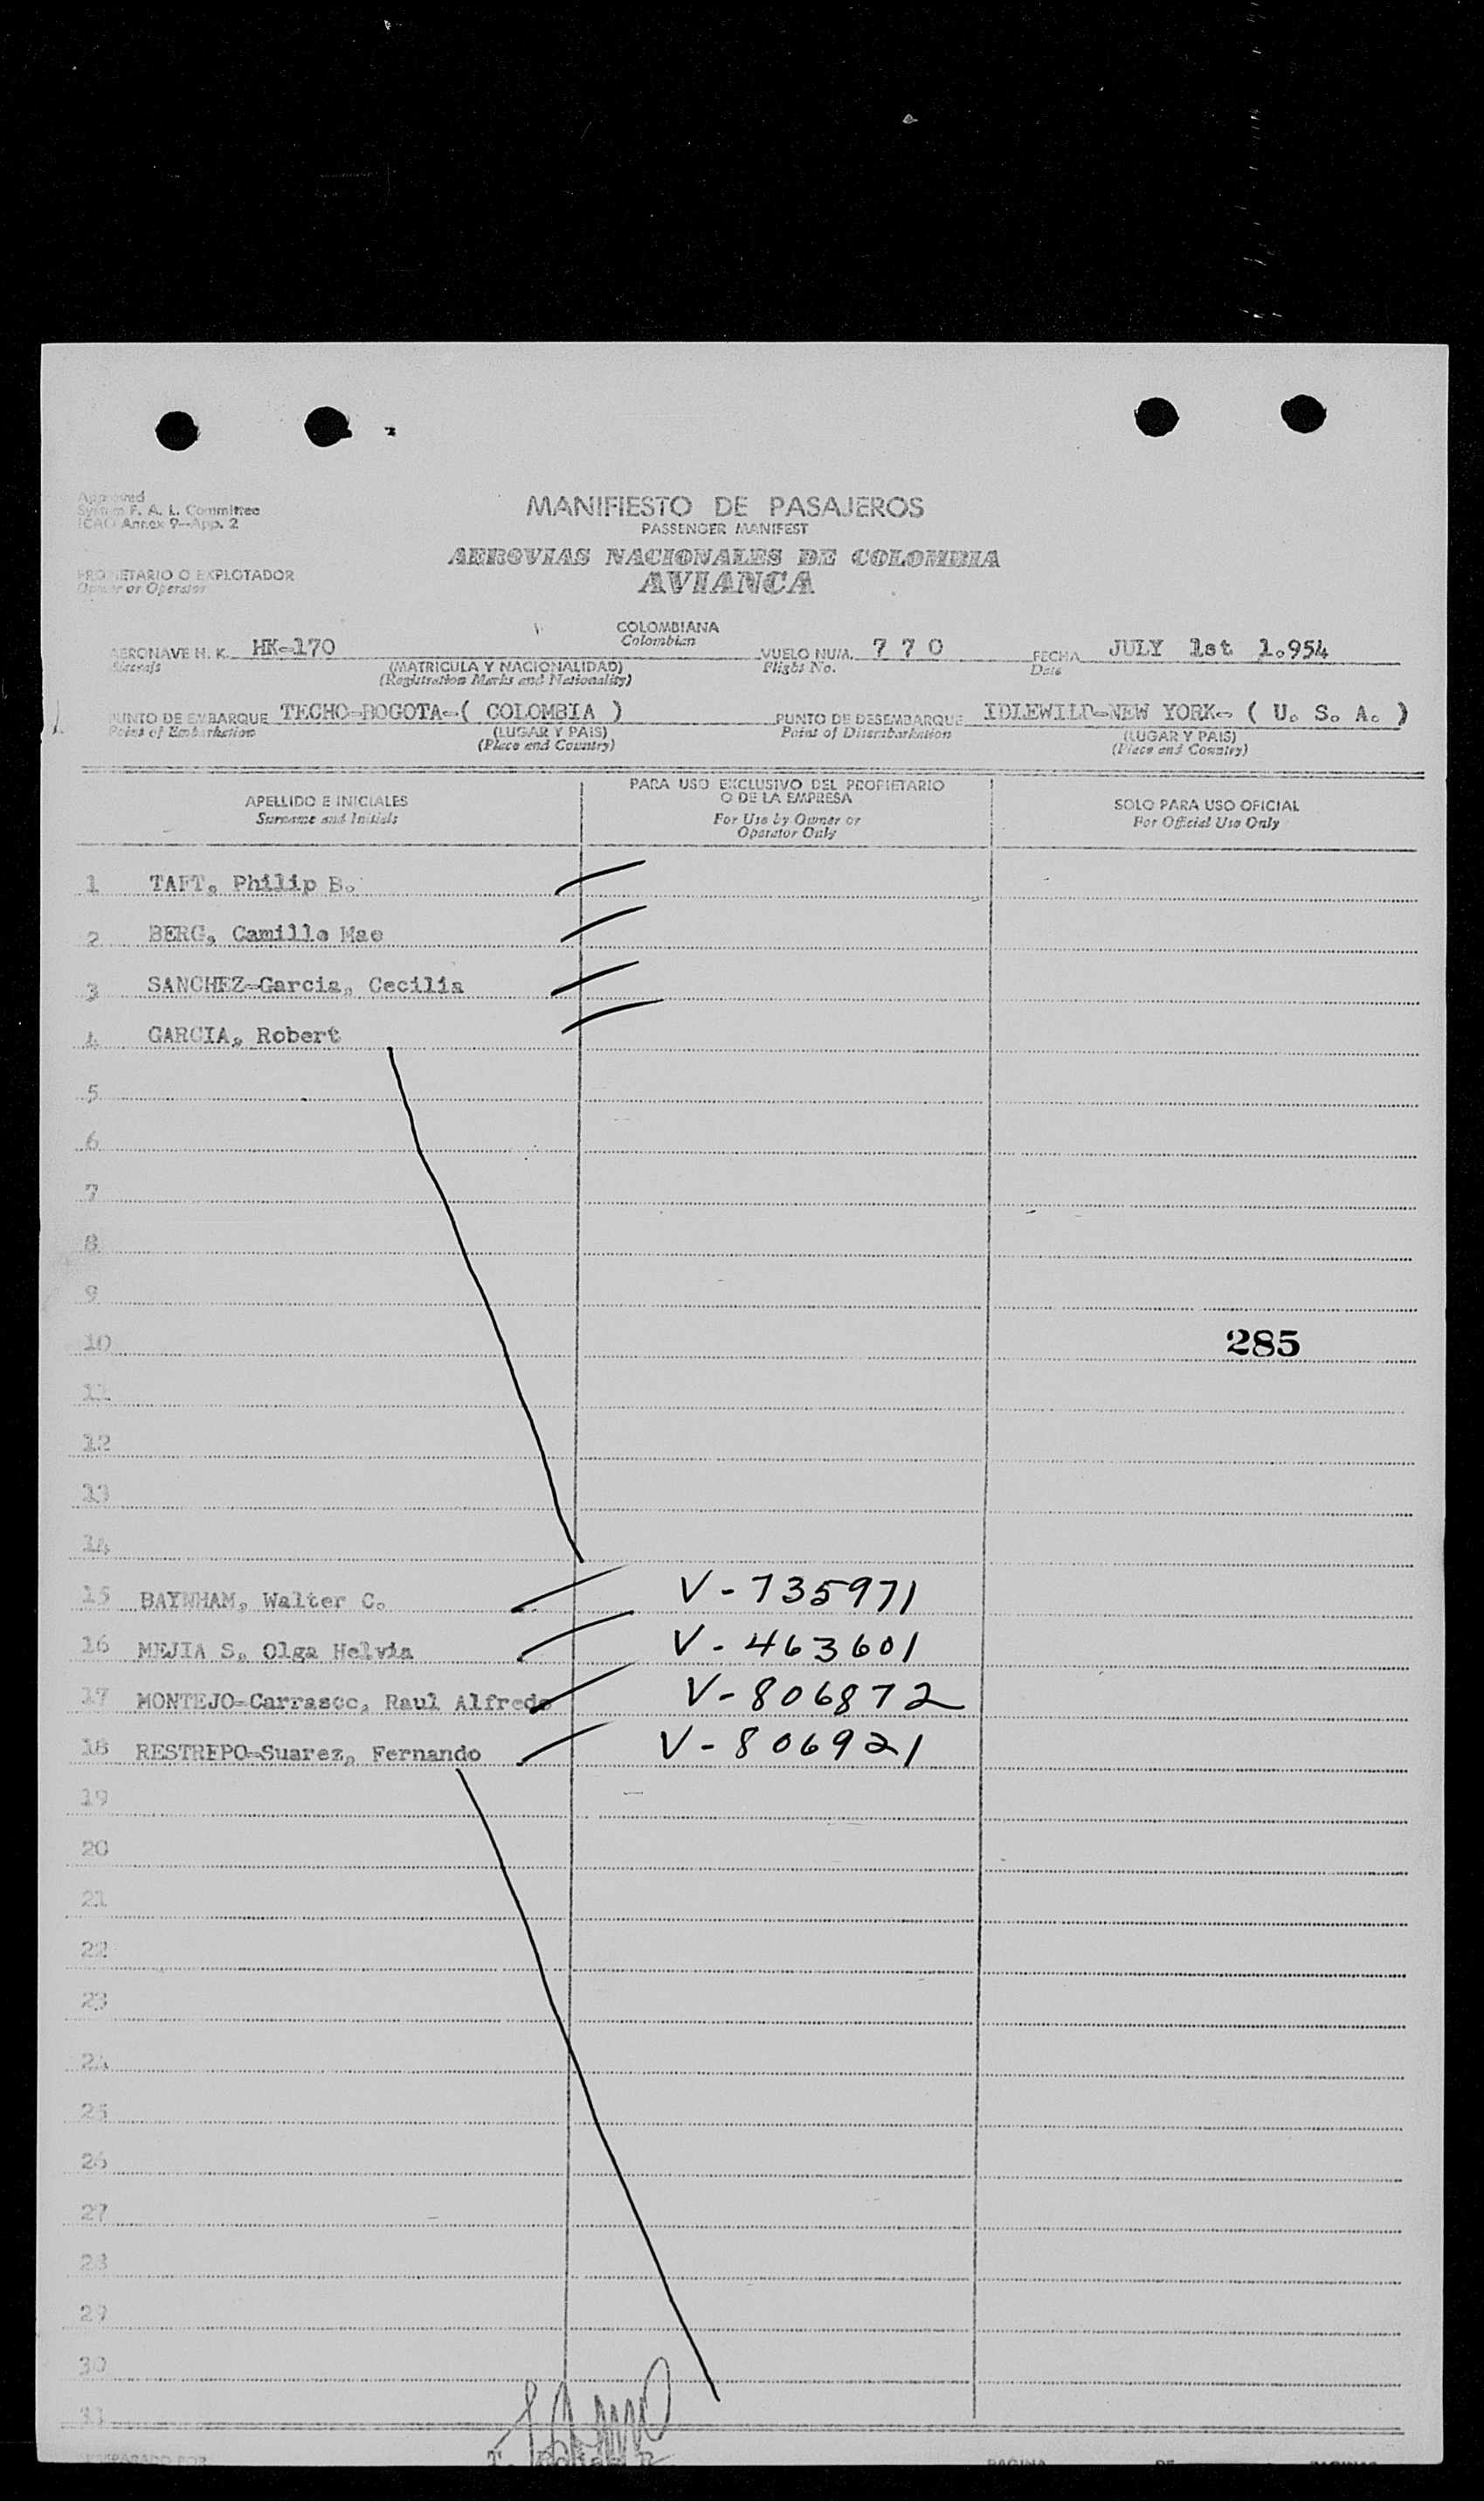 Approved
System F. A. L. Committee
ICAO Annex 9-App. 2
MANIFIESTO DE PASAJEROS
PASSENGER MANIFEST
AEROVIAS NACIONALES DE COLOMBIA
AVIANCA
PROPIETARIO O EXPLOTADOR
Owner or Operator
COLOMBIANA
Colombian
AERONAVE H. K. HK-170 VUELO NUM. 7 7 0 FECHA JULY 1st 1.954
Aircraft (MATRICULA Y NACIONALIDAD) Flight No. Date
(Registration Marks and Nationality)
PUNTO DE EMBARQUE TECHO-BOGOTA-( COLOMBIA ) PUNTO DE DESEMBARQUE IDLEWILD-NEW YORK- ( U. S. A. )
Point of Embarkation (LUGAR Y PAIS) Point of Disembarkation (LUGAR Y PAIS)
(Place and Country) (Place and Country)
APELLIDO E INICIALES
Surname and Initials
PARA USO EXCLUSIVO DEL PROPIETARIO
O DE LA EMPRESA
For Use by Owner or
Operator Only
SOLO PARA USO OFICIAL
For Official Use Only
1 TAFT, Philip B.
2 BERG, Camille Mae
3 SANCHEZ-Garcia, Cecilia
4 GARCIA, Robert
5
6
7
8
9
10 285
11
12
13
14
15 BAYNHAM, Walter C. V-735971
16 MEJIA S, Olga Helvia V-463601
17 MONTEJO-Carrasco, Raul Alfredo V-806872
18 RESTREPO-Suarez, Fernando V-806921
19
20
21
22
23
24
25
26
27
28
29
30
31
PREPARADO POR PAGINA DE PAGINAS